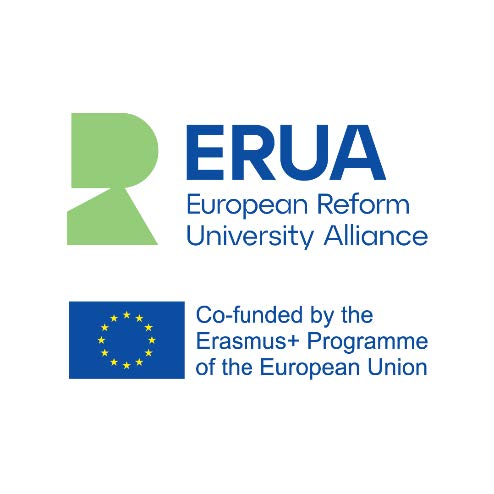 ERUA
European Reform
University Alliance
Co-funded by the
Erasmus+ Programme
of the European Union